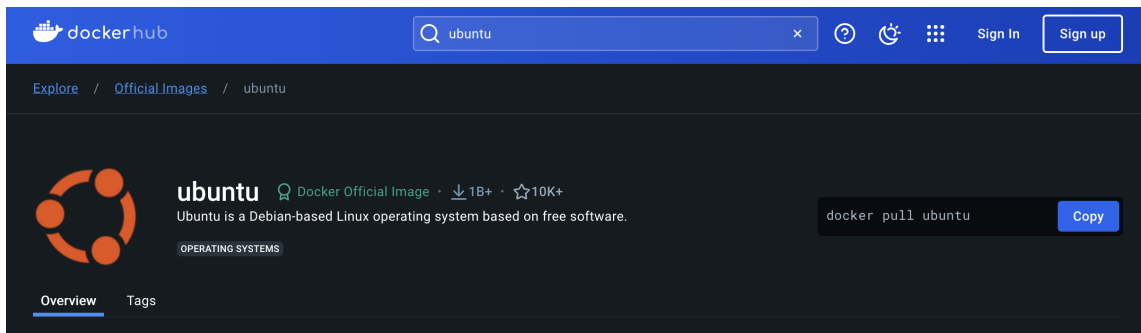 dockerhub
ubuntu
Sign In
Sign up
Explore / Official Images / ubuntu
ubuntu Docker Official Image · 1B+ · 10K+
Ubuntu is a Debian-based Linux operating system based on free software.
OPERATING SYSTEMS
docker pull ubuntu
Copy
Overview
Tags